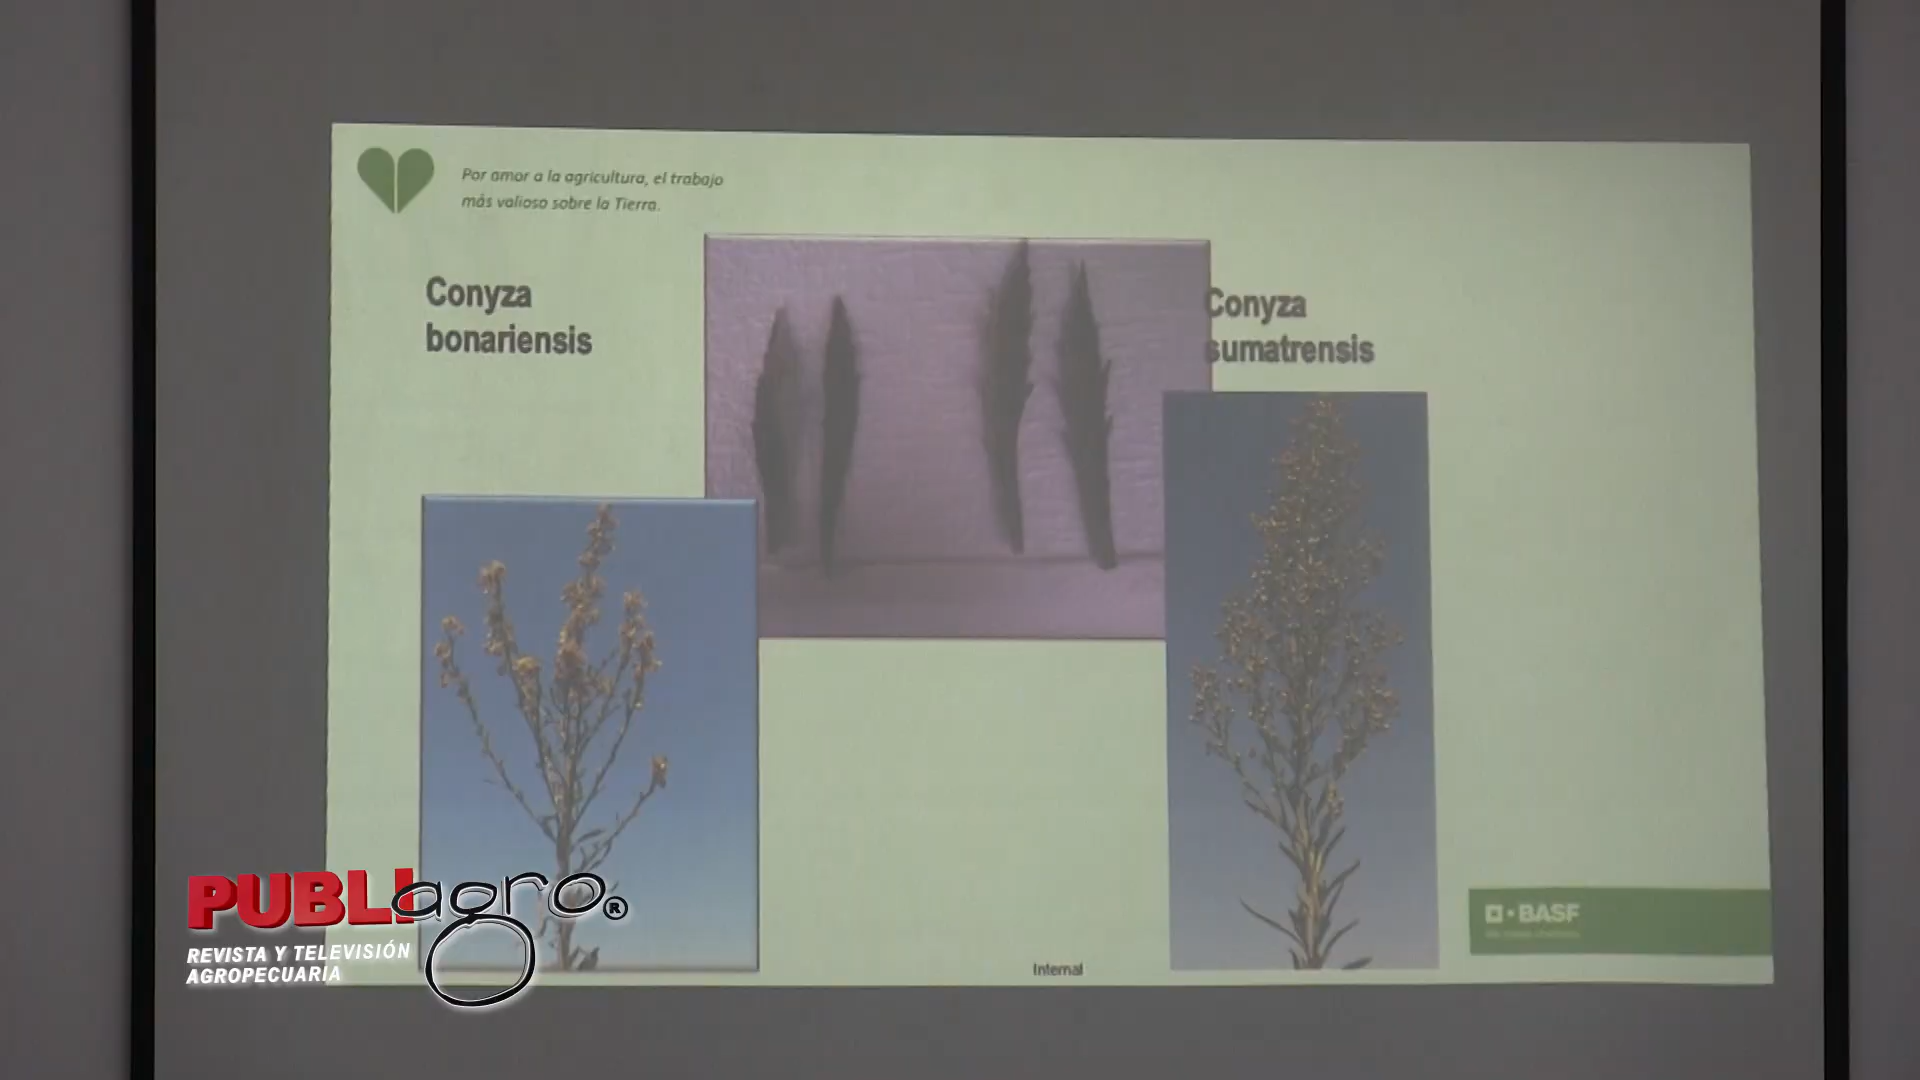 Por amor a la agricultura, el trabajo
más valioso sobre la Tierra.
Conyza
bonariensis
Conyza
sumatrensis
BASF
Internal
PUBLIagro®
REVISTA Y TELEVISIÓN
AGROPECUARIA